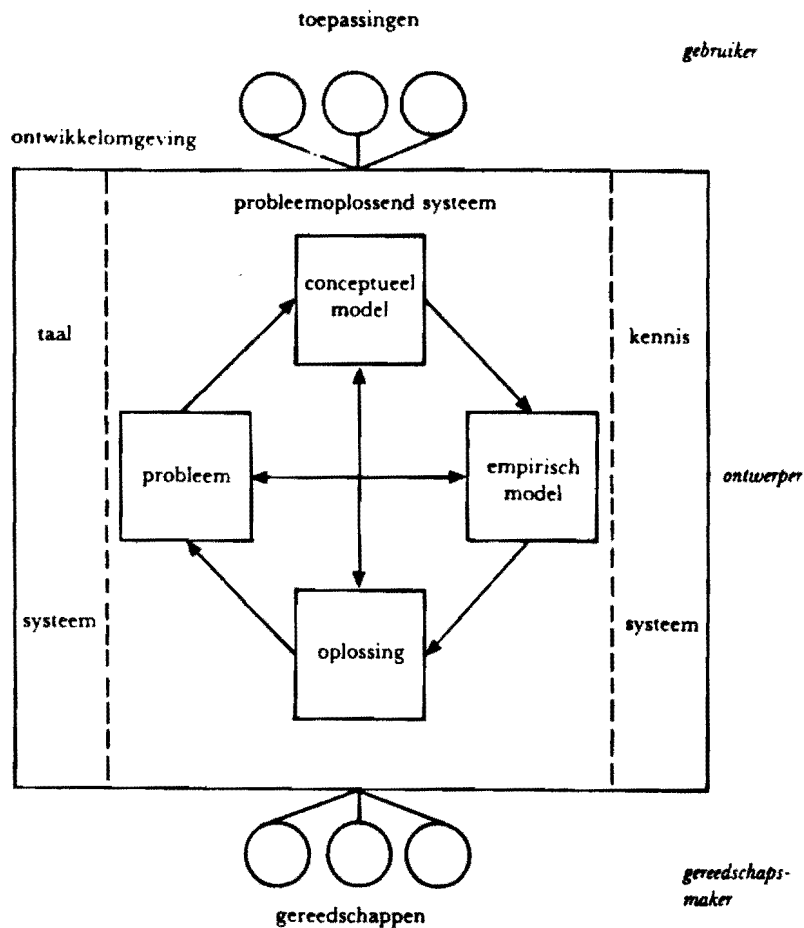 toepassingen
gebruiker
ontwikkelomgeving
probleemoplossend systeem
conceptueel
model
taal
kennis
probleem
empirisch
model
ontwerper
systeem
systeem
oplossing
gereedschappen
gereedschaps-
maker